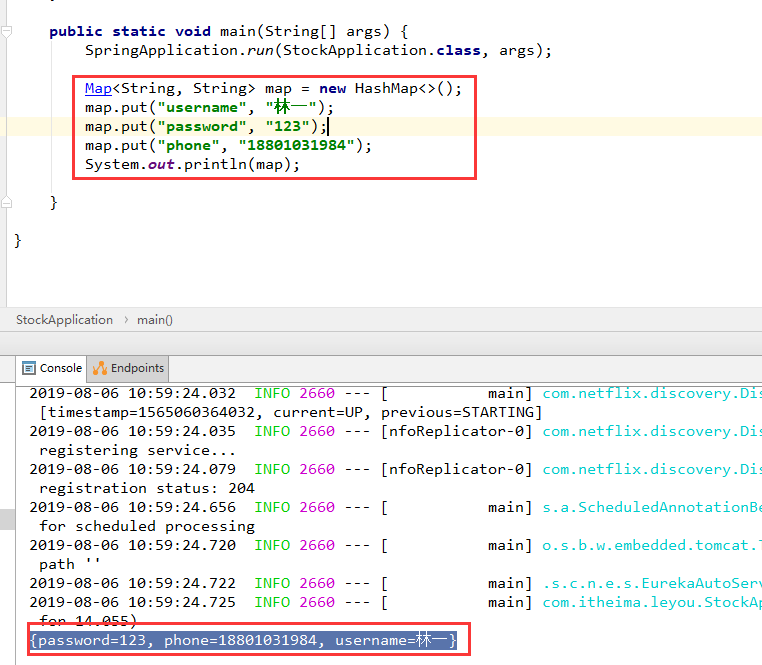 public static void main(String[] args) {
SpringApplication.run(StockApplication.class, args);
Map<String, String> map = new HashMap<>();
map.put("username", "林一");
map.put("password", "123");
map.put("phone", "18801031984");
System.out.println(map);
}
}
StockApplication › main()
Console Endpoints
2019-08-06 10:59:24.032 INFO 2660 --- [ main] com.netflix.discovery.Dis
[timestamp=1565060364032, current=UP, previous=STARTING]
2019-08-06 10:59:24.035 INFO 2660 --- [nfoReplicator-0] com.netflix.discovery.Dis
registering service...
2019-08-06 10:59:24.079 INFO 2660 --- [nfoReplicator-0] com.netflix.discovery.Dis
registration status: 204
2019-08-06 10:59:24.656 INFO 2660 --- [ main] s.a.ScheduledAnnotationBe
for scheduled processing
2019-08-06 10:59:24.720 INFO 2660 --- [ main] o.s.b.w.embedded.tomcat.T
path ''
2019-08-06 10:59:24.722 INFO 2660 --- [ main] .s.c.n.e.s.EurekaAutoServ
2019-08-06 10:59:24.725 INFO 2660 --- [ main] com.itheima.leyou.StockAp
for 14.055)
{password=123, phone=18801031984, username=林一}